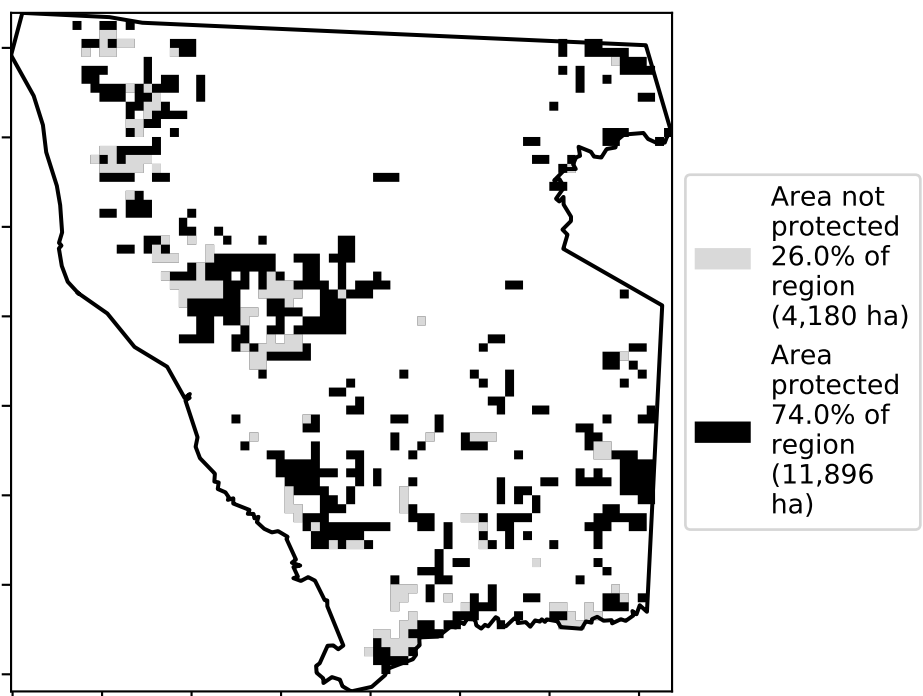 Area not
protected
26.0% of
region
(4,180 ha)
Area
protected
74.0% of
region
(11,896
ha)